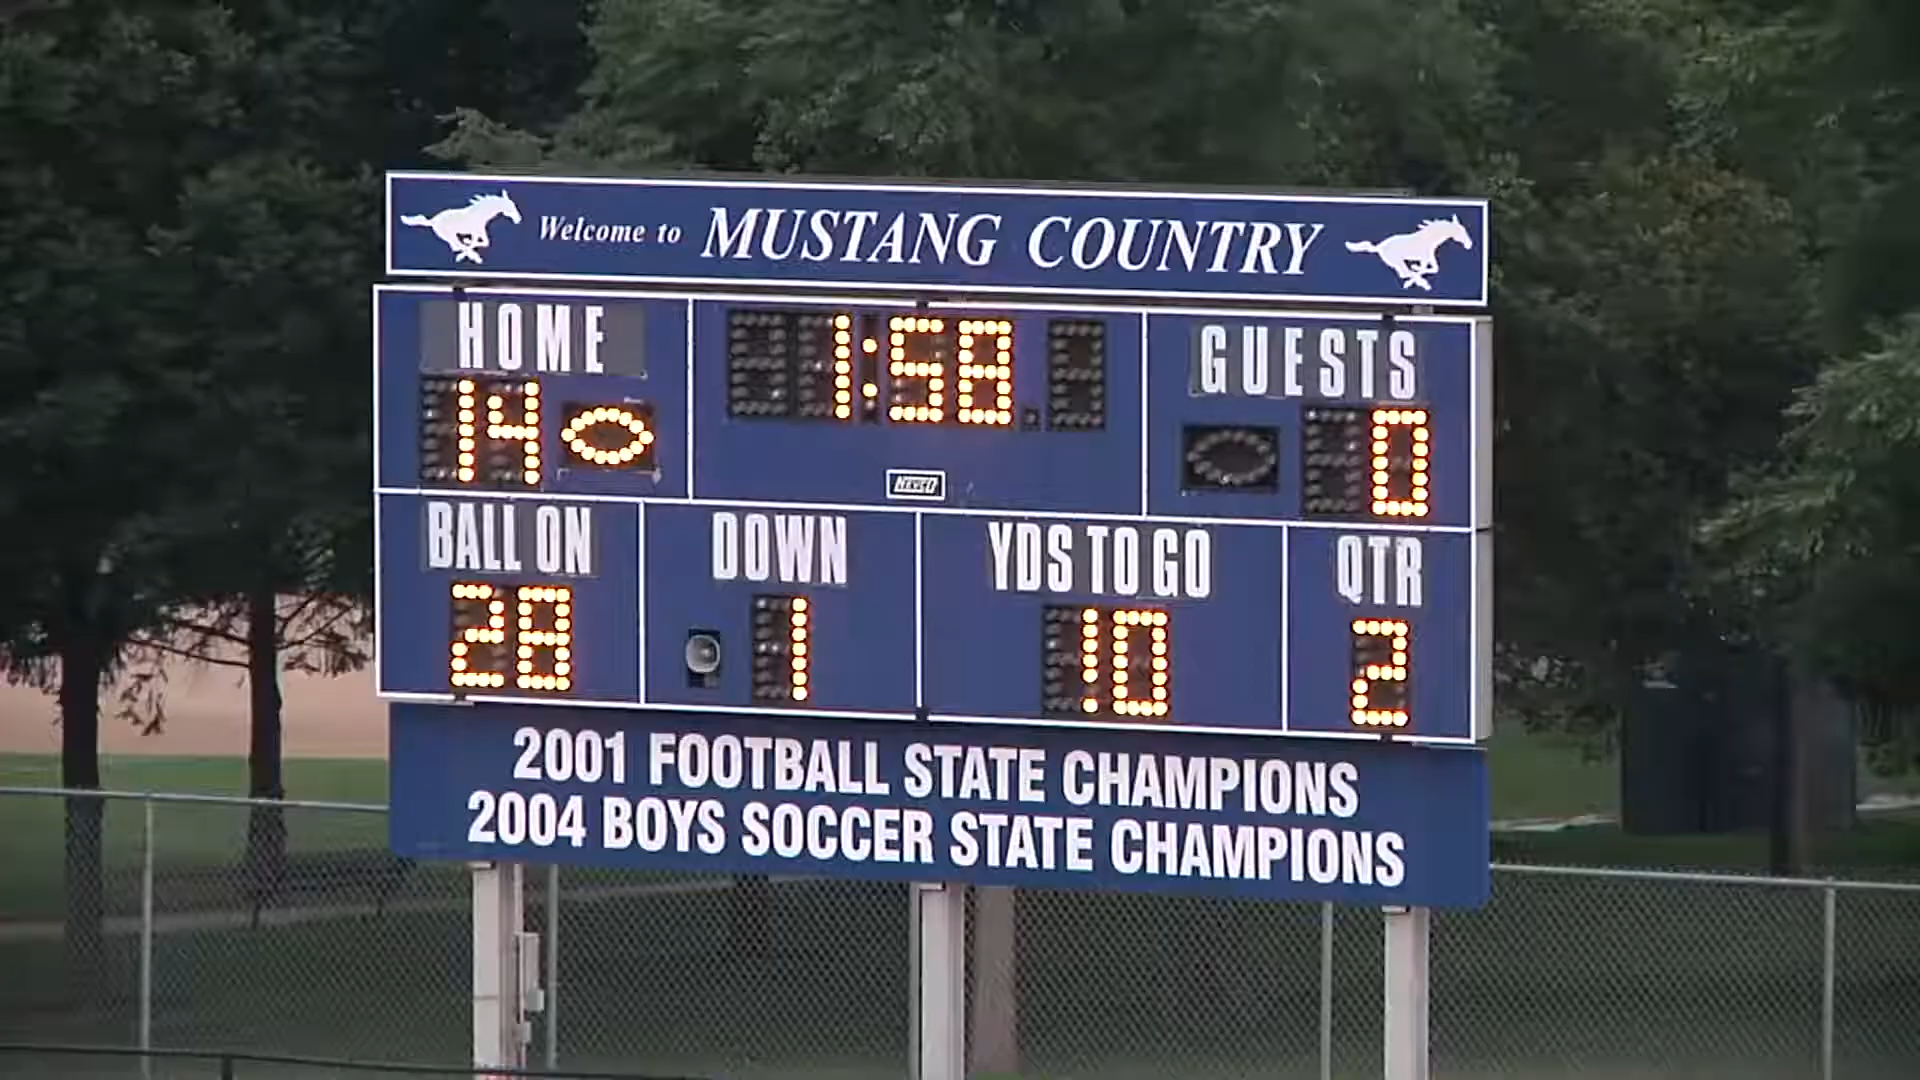 Welcome to MUSTANG COUNTRY
HOME 1:58 GUESTS
14 0
NEVCO
BALL ON DOWN YDS TO GO QTR
28 1 10 2
2001 FOOTBALL STATE CHAMPIONS
2004 BOYS SOCCER STATE CHAMPIONS